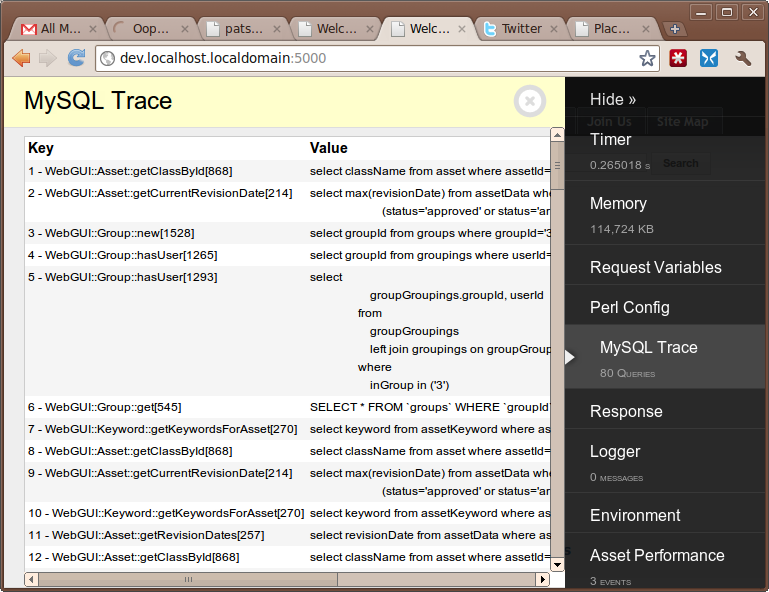 All M...
Oop...
pats...
Welc...
Welc...
Twitter
Plac...
dev.localhost.localdomain:5000
MySQL Trace
Key Value
1 - WebGUI::Asset::getClassById[868] select className from asset where assetId=
2 - WebGUI::Asset::getCurrentRevisionDate[214] select max(revisionDate) from assetData whe
(status='approved' or status='ar
3 - WebGUI::Group::new[1528] select groupId from groups where groupId='3
4 - WebGUI::Group::hasUser[1265] select groupId from groupings where userId=
5 - WebGUI::Group::hasUser[1293] select
groupGroupings.groupId, userId
from
groupGroupings
left join groupings on groupGroup
where
inGroup in ('3')
6 - WebGUI::Group::get[545] SELECT * FROM `groups` WHERE `groupId`
7 - WebGUI::Keyword::getKeywordsForAsset[270] select keyword from assetKeyword where as
8 - WebGUI::Asset::getClassById[868] select className from asset where assetId=
9 - WebGUI::Asset::getCurrentRevisionDate[214] select max(revisionDate) from assetData whe
(status='approved' or status='ar
10 - WebGUI::Keyword::getKeywordsForAsset[270] select keyword from assetKeyword where as
11 - WebGUI::Asset::getRevisionDates[257] select revisionDate from assetData where as
12 - WebGUI::Asset::getClassById[868] select className from asset where assetId=
Hide »
Join Us Site Map
Timer
0.265018 s
Search
Memory
114,724 KB
Request Variables
Perl Config
MySQL Trace
80 Queries
Response
Logger
0 messages
Environment
Asset Performance
3 events